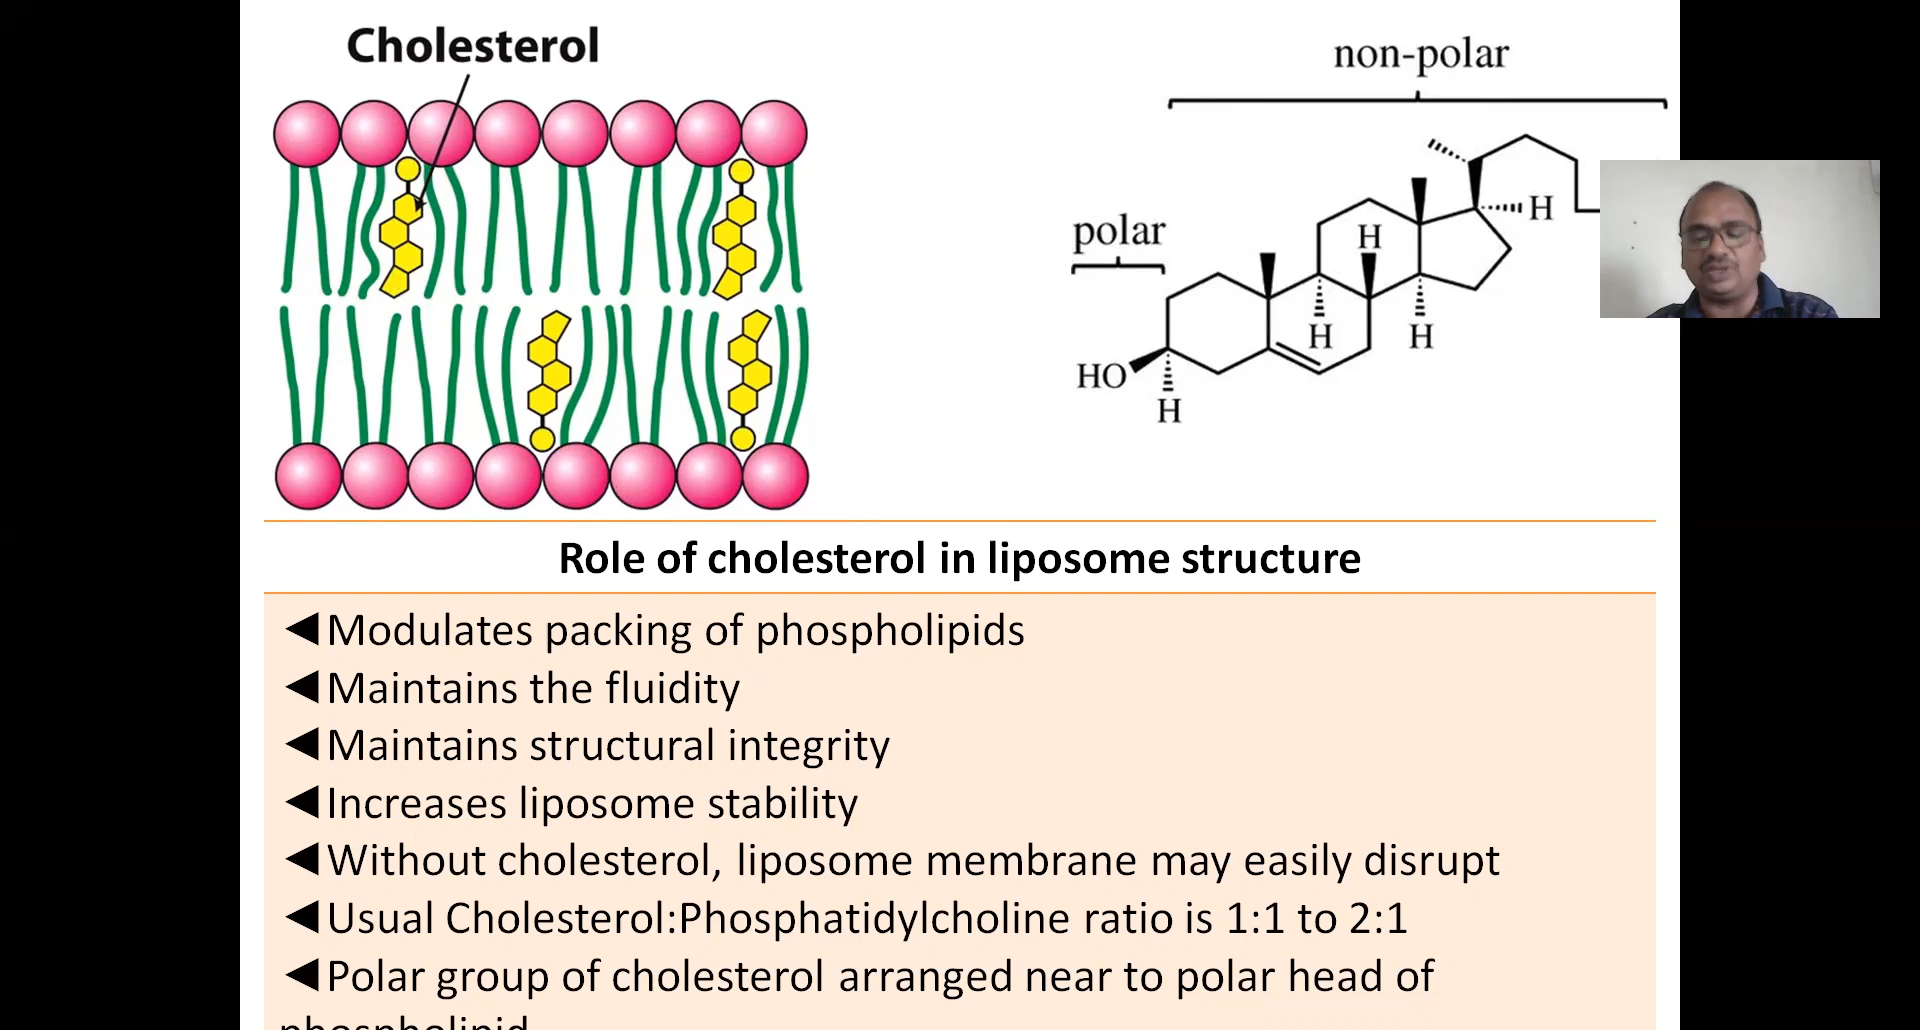 Cholesterol
non-polar
polar
H
H
H
H
HO
H
Role of cholesterol in liposome structure
◀Modulates packing of phospholipids
◀Maintains the fluidity
◀Maintains structural integrity
◀Increases liposome stability
◀Without cholesterol, liposome membrane may easily disrupt
◀Usual Cholesterol:Phosphatidylcholine ratio is 1:1 to 2:1
◀Polar group of cholesterol arranged near to polar head of
phospholipid